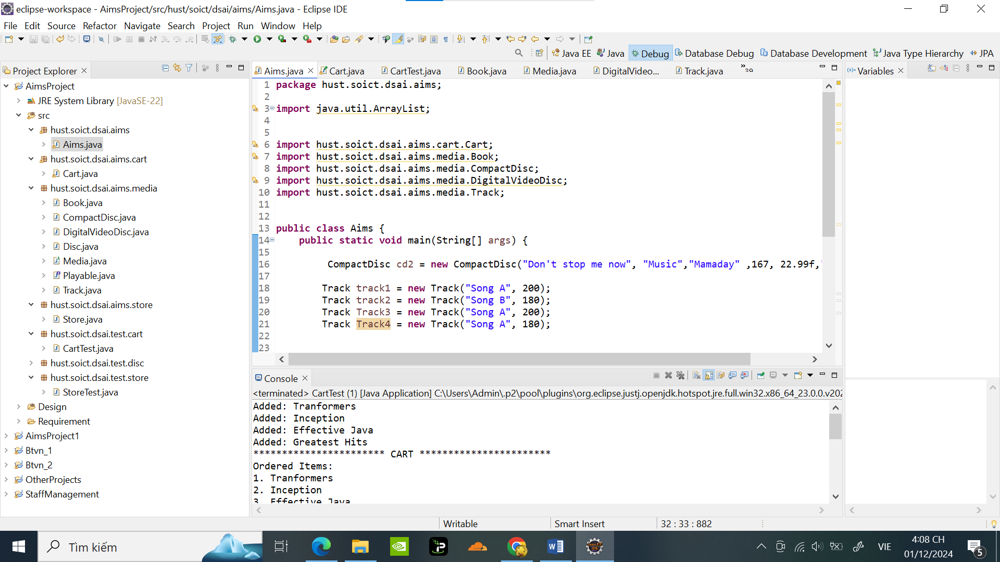 eclipse-workspace - AimsProject/src/hust/soict/dsai/aims/Aims.java - Eclipse IDE
File Edit Source Refactor Navigate Search Project Run Window Help
Java EE Java Debug Database Debug Database Development Java Type Hierarchy JPA
Project Explorer
AimsProject
JRE System Library [JavaSE-22]
src
hust.soict.dsai.aims
Aims.java
hust.soict.dsai.aims.cart
Cart.java
hust.soict.dsai.aims.media
Book.java
CompactDisc.java
DigitalVideoDisc.java
Disc.java
Media.java
Playable.java
Track.java
hust.soict.dsai.aims.store
Store.java
hust.soict.dsai.test.cart
CartTest.java
hust.soict.dsai.test.disc
hust.soict.dsai.test.store
StoreTest.java
Design
Requirement
AimsProject1
Btvn_1
Btvn_2
OtherProjects
StaffManagement
Aims.java Cart.java CartTest.java Book.java Media.java DigitalVideo... Track.java »39
1 package hust.soict.dsai.aims;
2
3 import java.util.ArrayList;
4
5
6 import hust.soict.dsai.aims.cart.Cart;
7 import hust.soict.dsai.aims.media.Book;
8 import hust.soict.dsai.aims.media.CompactDisc;
9 import hust.soict.dsai.aims.media.DigitalVideoDisc;
10 import hust.soict.dsai.aims.media.Track;
11
12
13 public class Aims {
14 public static void main(String[] args) {
15
16 CompactDisc cd2 = new CompactDisc("Don't stop me now", "Music","Mamaday" ,167, 22.99f,"
17
18 Track track1 = new Track("Song A", 200);
19 Track track2 = new Track("Song B", 180);
20 Track Track3 = new Track("Song A", 200);
21 Track Track4 = new Track("Song A", 180);
22
23
(x)= Variables
Console
<terminated> CartTest (1) [Java Application] C:\Users\Admin\.p2\pool\plugins\org.eclipse.justj.openjdk.hotspot.jre.full.win32.x86_64_23.0.0.v202
Added: Tranformers
Added: Inception
Added: Effective Java
Added: Greatest Hits
*********************** CART ***********************
Ordered Items:
1. Tranformers
2. Inception
3. Effective Java
Writable Smart Insert 32 : 33 : 882
Tìm kiếm
VIE
4:08 CH
01/12/2024
5